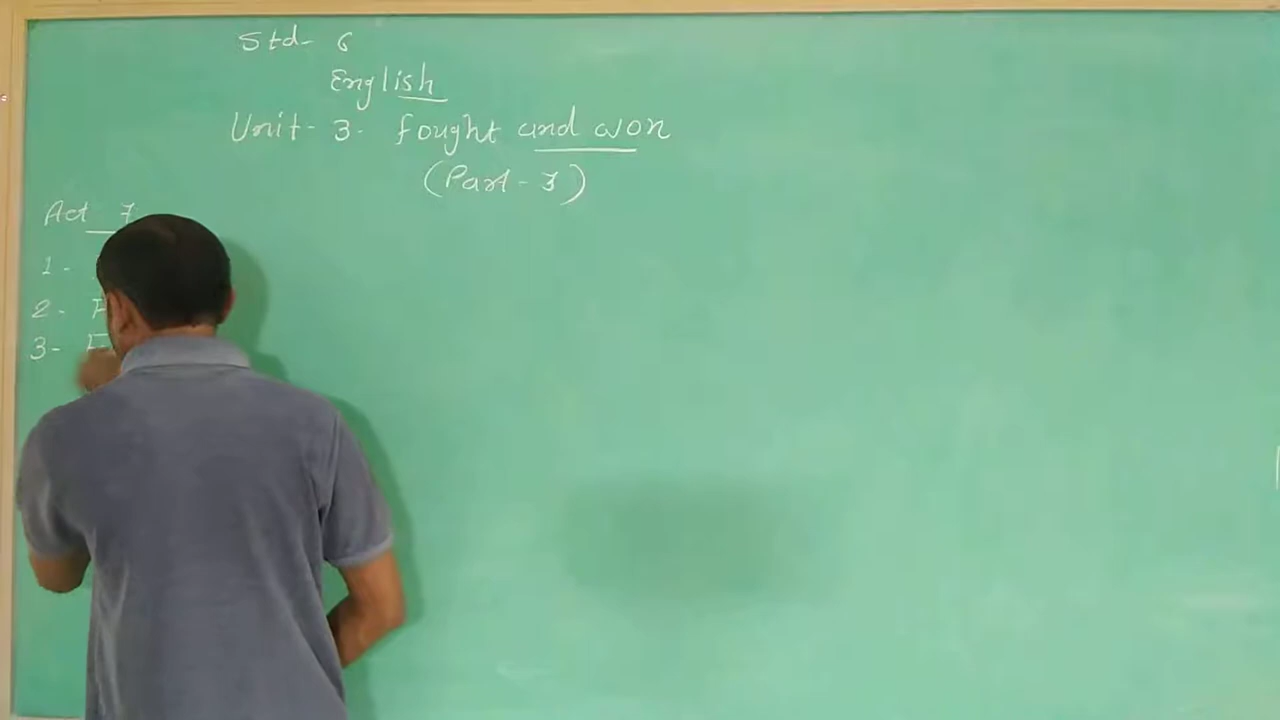 Std- 6
English
Unit- 3. Fought and won
(Part - 3)
Act 7
1-
2-
3-